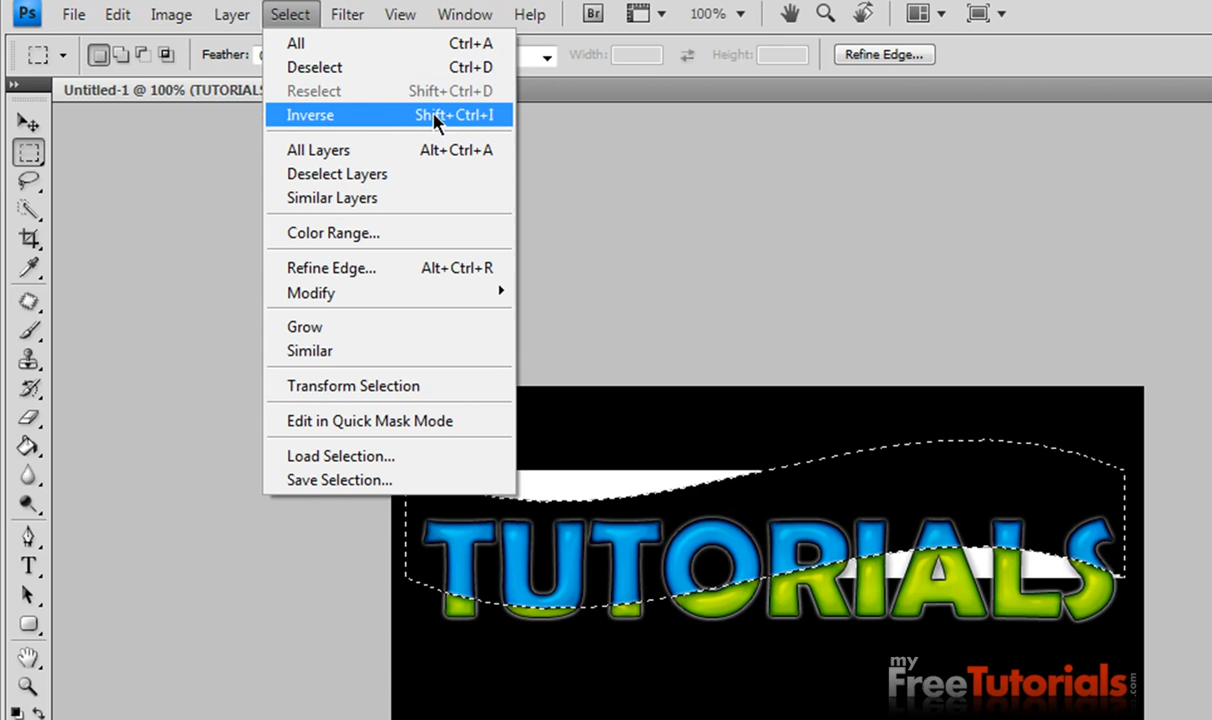 Ps File Edit Image Layer Select Filter View Window Help Br 100%
Feather: Width: Height: Refine Edge...
Untitled-1 @ 100% (TUTORIALS
All Ctrl+A
Deselect Ctrl+D
Reselect Shift+Ctrl+D
Inverse Shift+Ctrl+I
All Layers Alt+Ctrl+A
Deselect Layers
Similar Layers
Color Range...
Refine Edge... Alt+Ctrl+R
Modify
Grow
Similar
Transform Selection
Edit in Quick Mask Mode
Load Selection...
Save Selection...
TUTORIALS
T
my
FreeTutorials.com